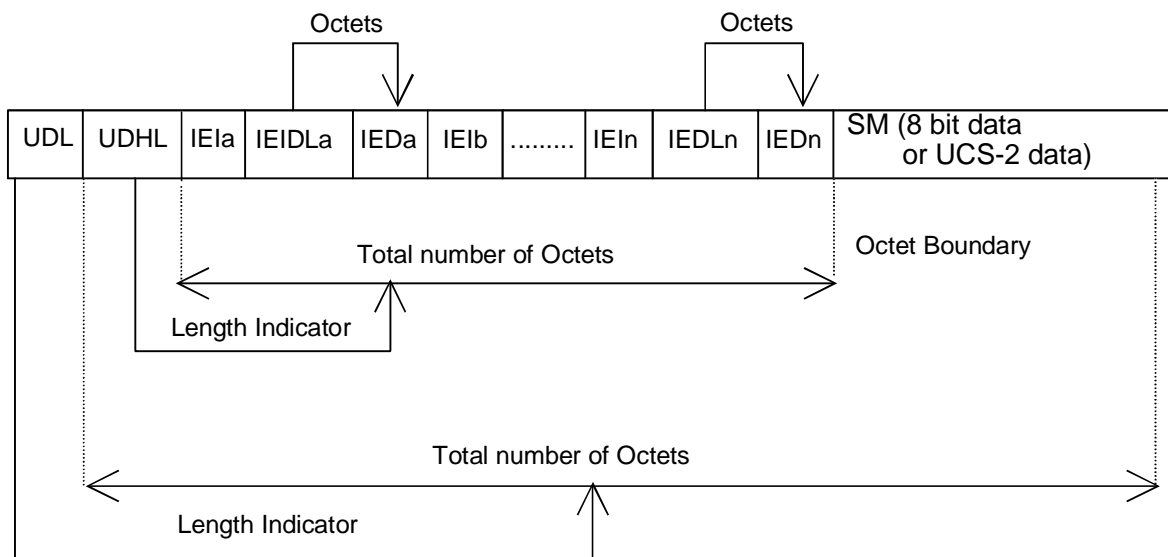 Octets Octets
UDL UDHL IEIa IEIDLa IEDa IEIb ......... IEIn IEDLn IEDn SM (8 bit data
or UCS-2 data)
Total number of Octets Octet Boundary
Length Indicator
Total number of Octets
Length Indicator